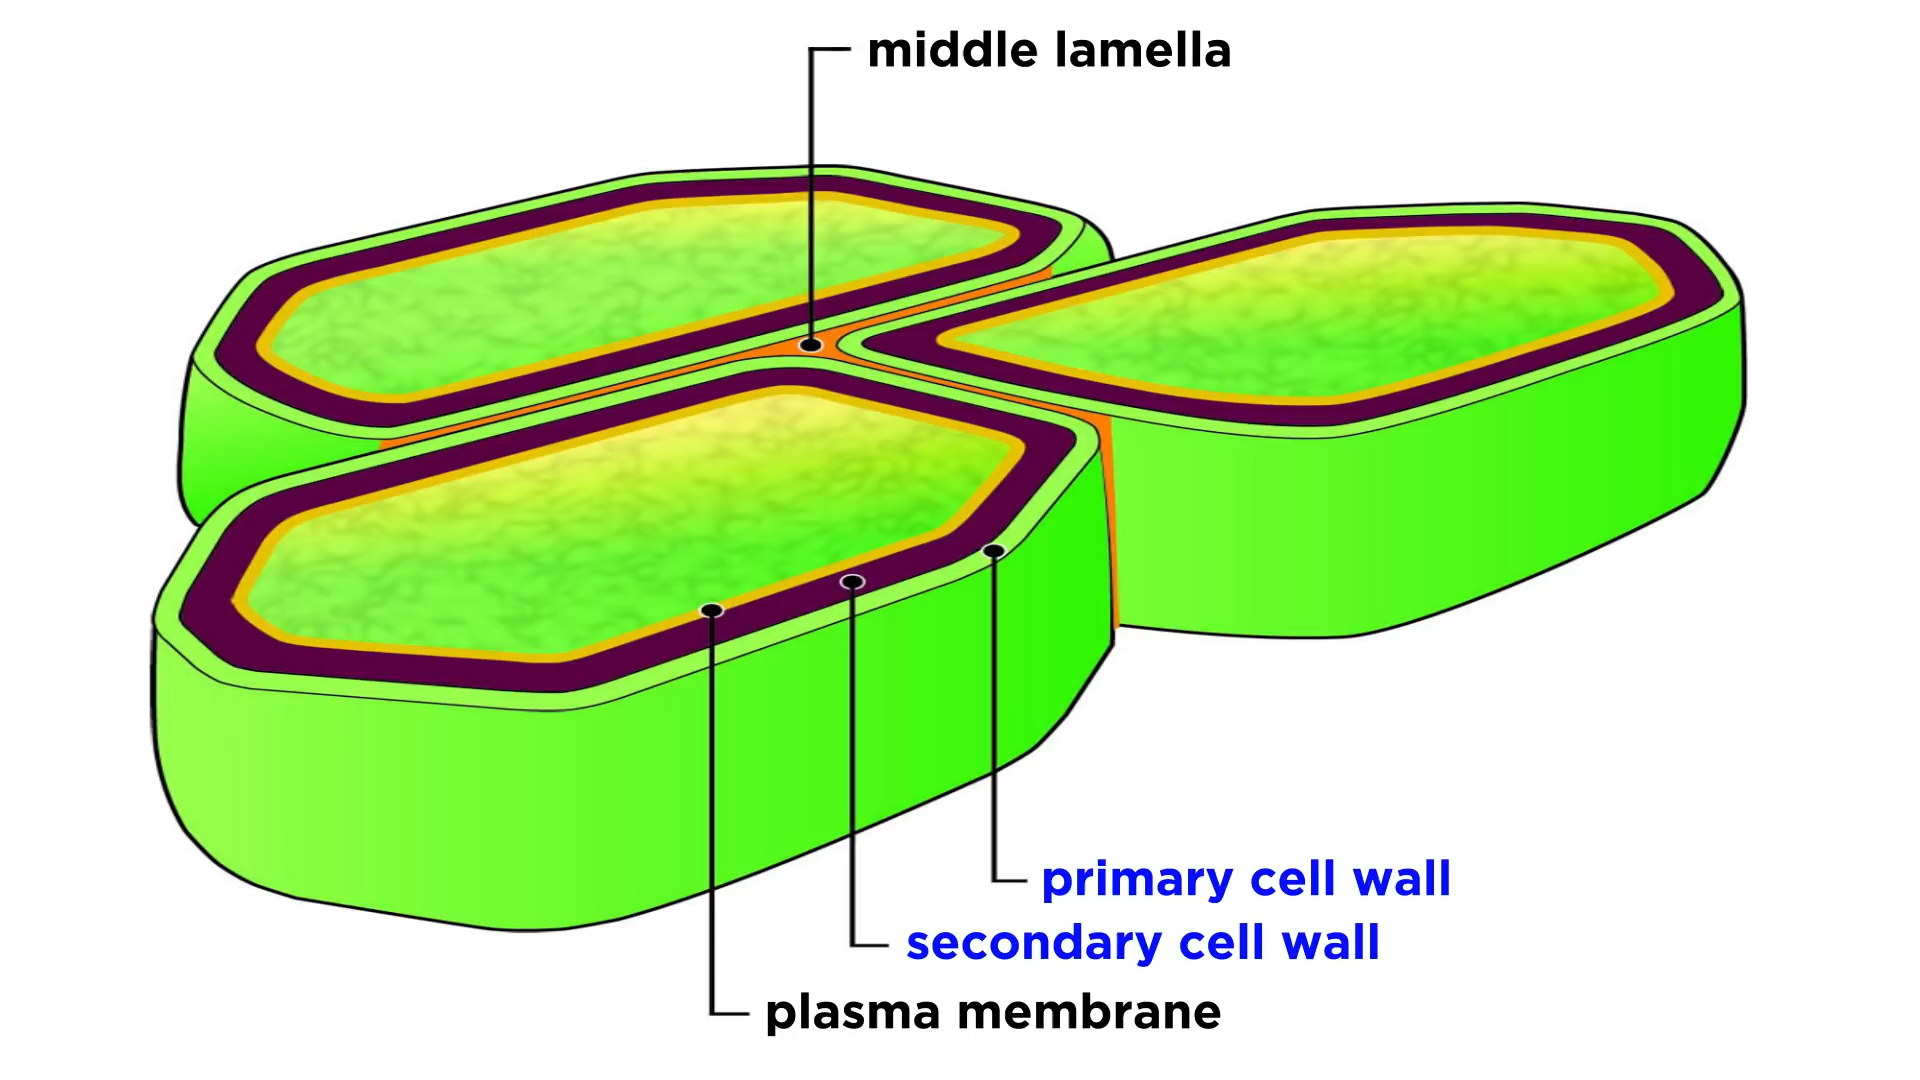 middle lamella
primary cell wall
secondary cell wall
plasma membrane